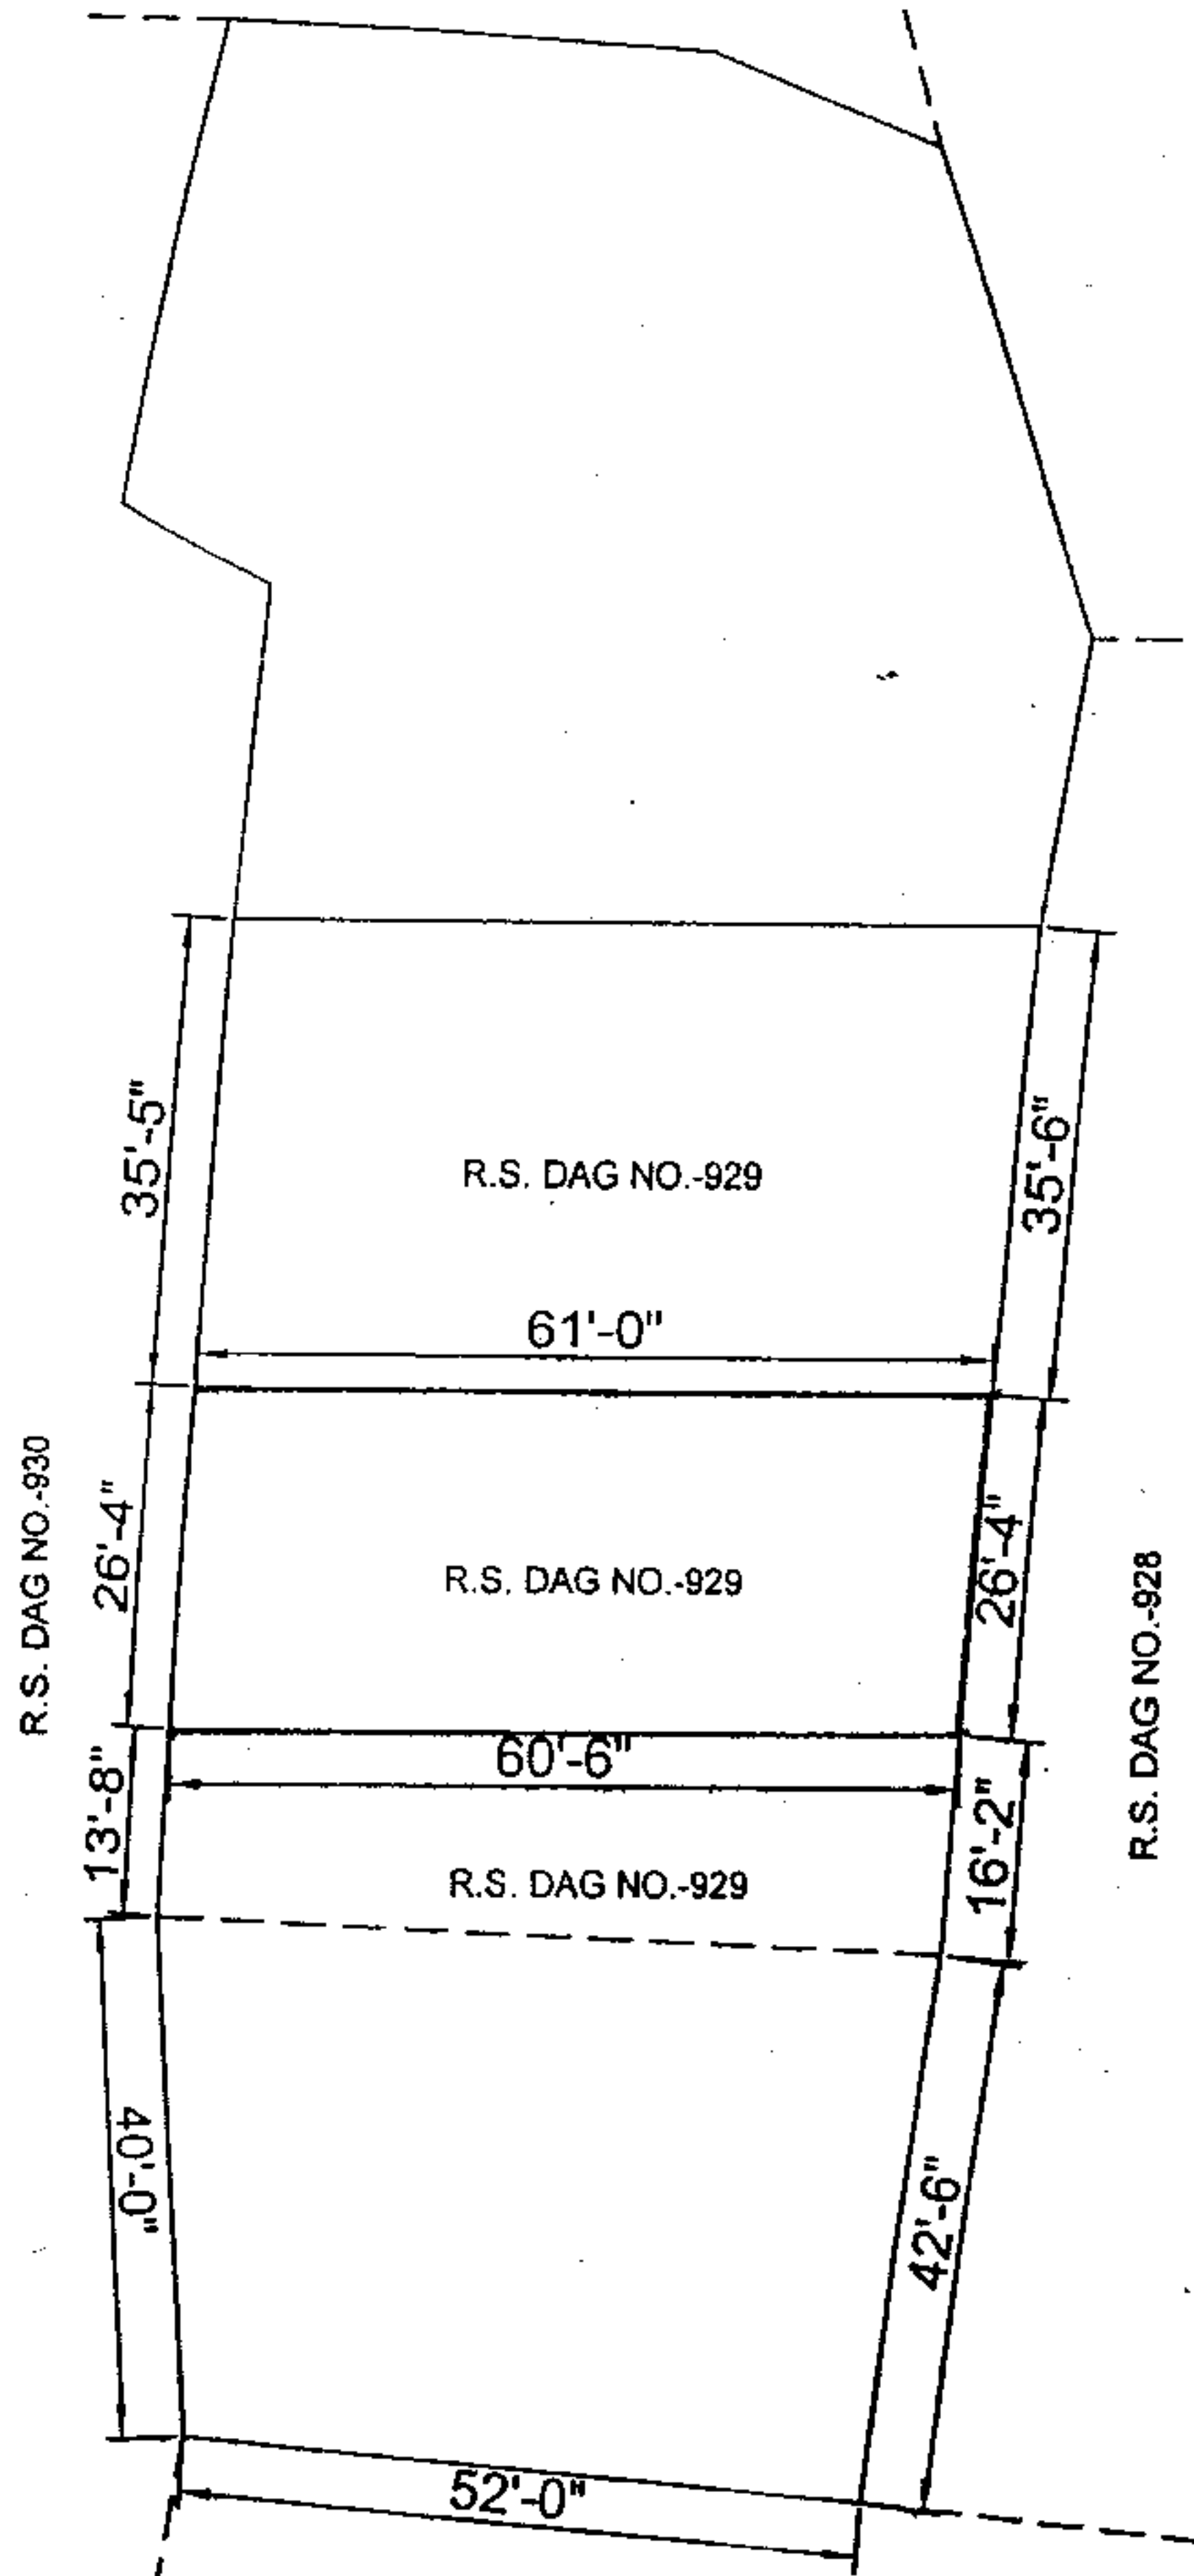 35'-5"
R.S. DAG NO.-929
35'-6"
61'-0"
R.S. DAG NO.-930
26'-4"
R.S. DAG NO.-929
26'-4"
R.S. DAG NO.-928
60'-6"
13'-8"
16'-2"
R.S. DAG NO.-929
40'-0"
42'-6"
52'-0"